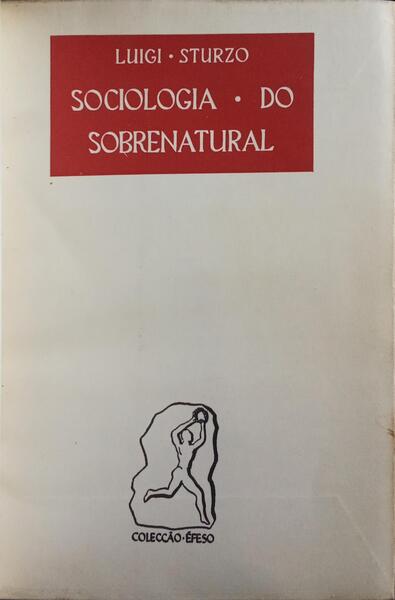 LUIGI · STURZO
SOCIOLOGIA · DO
SOBRENATURAL
COLECÇÃO · ÉFESO